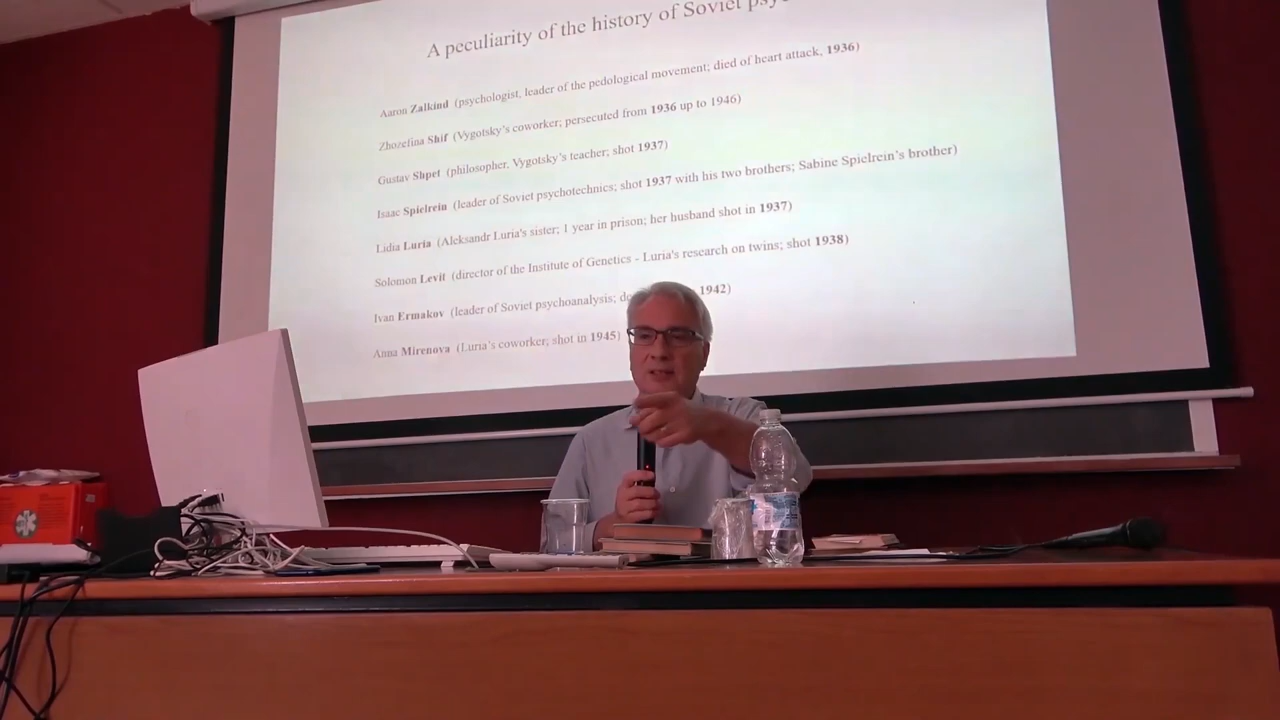 A peculiarity of the history of Soviet
Aaron Zalkind (psychologist, leader of the pedological movement; died of heart attack, 1936)
Zhozefina Shif (Vygotsky's coworker; persecuted from 1936 up to 1946)
Gustav Shpet (philosopher, Vygotsky's teacher; shot 1937)
Isaac Spielrein (leader of Soviet psychotechnics; shot 1937 with his two brothers; Sabine Spielrein's brother)
Lidia Luria (Aleksandr Luria's sister; 1 year in prison; her husband shot in 1937)
Solomon Levit (director of the Institute of Genetics - Luria's research on twins; shot 1938)
Ivan Ermakov (leader of Soviet psychoanalysis; 1942)
Anna Mirenova (Luria's coworker; shot in 1945)